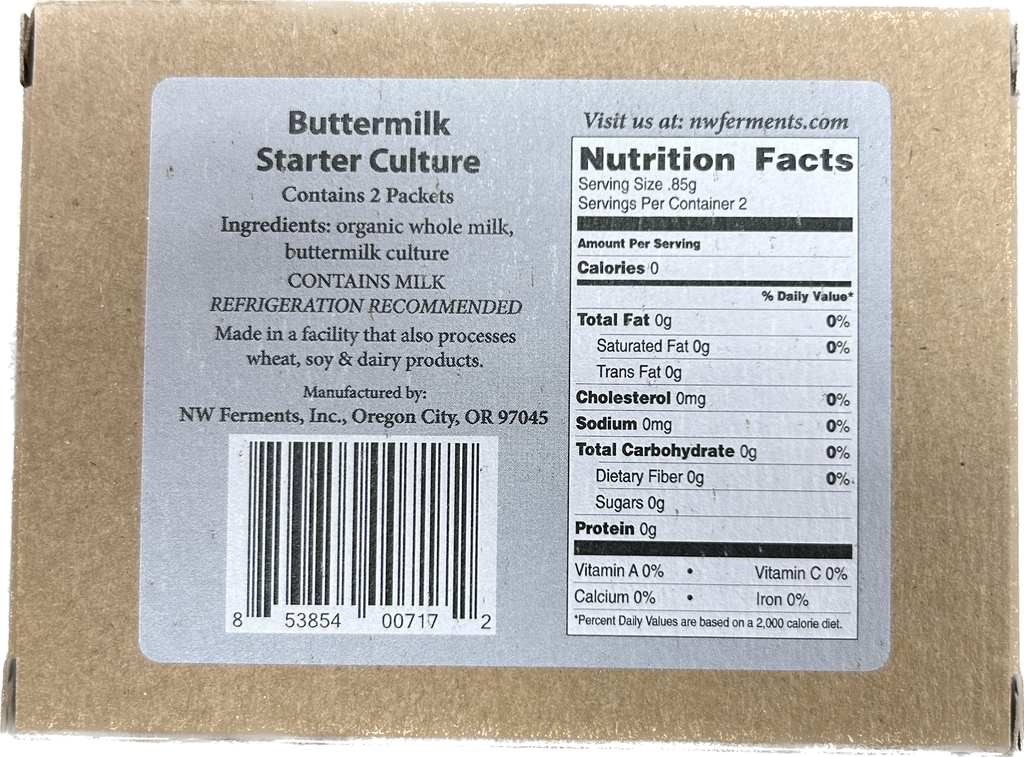 Buttermilk
Starter Culture
Contains 2 Packets
Ingredients: organic whole milk,
buttermilk culture
CONTAINS MILK
REFRIGERATION RECOMMENDED
Made in a facility that also processes
wheat, soy & dairy products.
Manufactured by:
NW Ferments, Inc., Oregon City, OR 97045
8 53854 00717 2
Visit us at: nwferments.com
Nutrition Facts
Serving Size .85g
Servings Per Container 2
Amount Per Serving
Calories 0
% Daily Value*
Total Fat 0g 0%
Saturated Fat 0g 0%
Trans Fat 0g
Cholesterol 0mg 0%
Sodium 0mg 0%
Total Carbohydrate 0g 0%
Dietary Fiber 0g 0%
Sugars 0g
Protein 0g
Vitamin A 0% • Vitamin C 0%
Calcium 0% • Iron 0%
*Percent Daily Values are based on a 2,000 calorie diet.